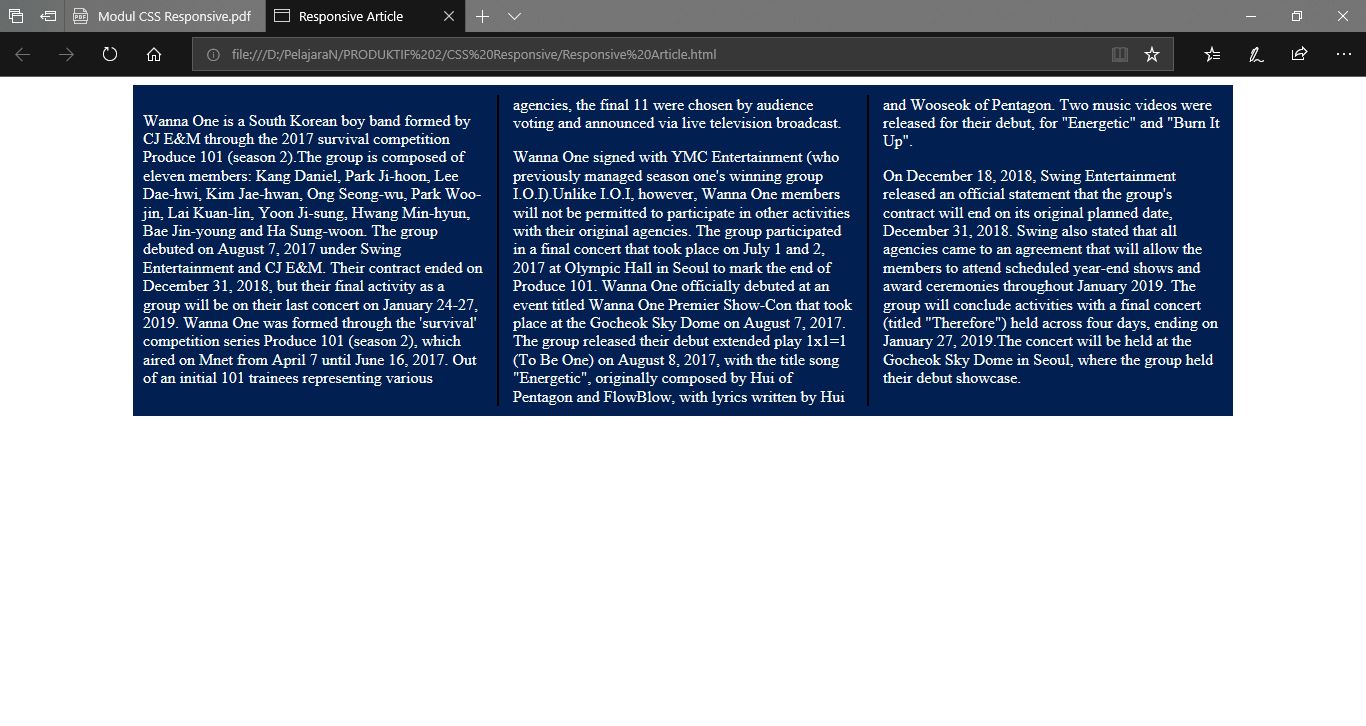 Modul CSS Responsive.pdf
Responsive Article
file:///D:/PelajaraN/PRODUKTIF%202/CSS%20Responsive/Responsive%20Article.html
Wanna One is a South Korean boy band formed by
CJ E&M through the 2017 survival competition
Produce 101 (season 2).The group is composed of
eleven members: Kang Daniel, Park Ji-hoon, Lee
Dae-hwi, Kim Jae-hwan, Ong Seong-wu, Park Woo-
jin, Lai Kuan-lin, Yoon Ji-sung, Hwang Min-hyun,
Bae Jin-young and Ha Sung-woon. The group
debuted on August 7, 2017 under Swing
Entertainment and CJ E&M. Their contract ended on
December 31, 2018, but their final activity as a
group will be on their last concert on January 24-27,
2019. Wanna One was formed through the 'survival'
competition series Produce 101 (season 2), which
aired on Mnet from April 7 until June 16, 2017. Out
of an initial 101 trainees representing various
agencies, the final 11 were chosen by audience
voting and announced via live television broadcast.
Wanna One signed with YMC Entertainment (who
previously managed season one's winning group
I.O.I).Unlike I.O.I, however, Wanna One members
will not be permitted to participate in other activities
with their original agencies. The group participated
in a final concert that took place on July 1 and 2,
2017 at Olympic Hall in Seoul to mark the end of
Produce 101. Wanna One officially debuted at an
event titled Wanna One Premier Show-Con that took
place at the Gocheok Sky Dome on August 7, 2017.
The group released their debut extended play 1x1=1
(To Be One) on August 8, 2017, with the title song
"Energetic", originally composed by Hui of
Pentagon and FlowBlow, with lyrics written by Hui
and Wooseok of Pentagon. Two music videos were
released for their debut, for "Energetic" and "Burn It
Up".
On December 18, 2018, Swing Entertainment
released an official statement that the group's
contract will end on its original planned date,
December 31, 2018. Swing also stated that all
agencies came to an agreement that will allow the
members to attend scheduled year-end shows and
award ceremonies throughout January 2019. The
group will conclude activities with a final concert
(titled "Therefore") held across four days, ending on
January 27, 2019.The concert will be held at the
Gocheok Sky Dome in Seoul, where the group held
their debut showcase.